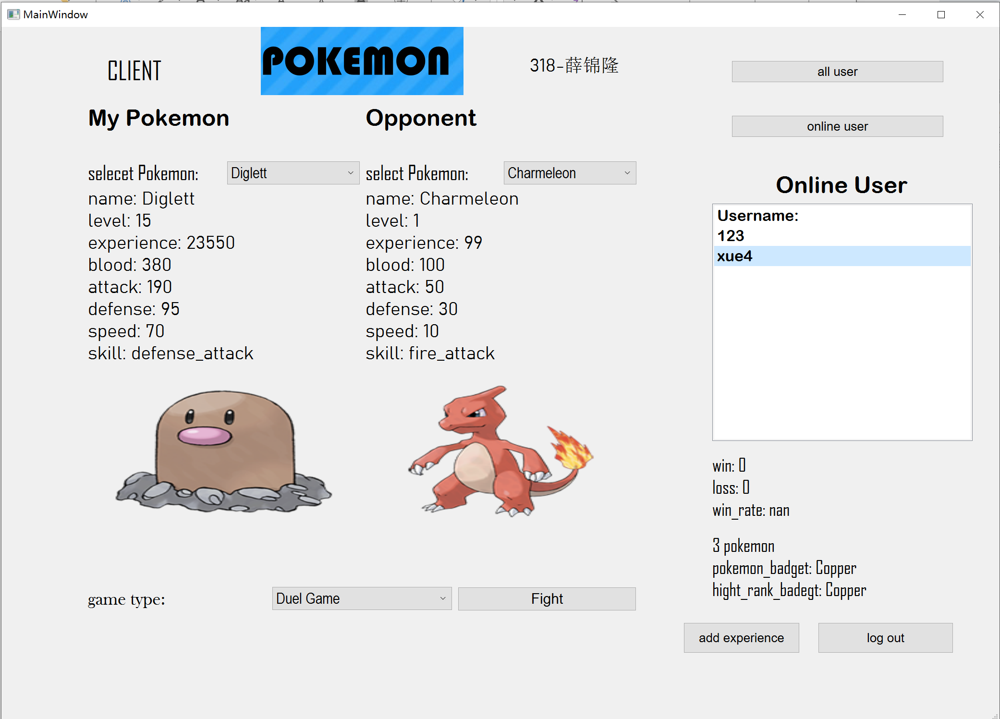 MainWindow
CLIENT
POKEMON
318-薛锦隆
all user
online user
My Pokemon
selecet Pokemon:
Diglett
name: Diglett
level: 15
experience: 23550
blood: 380
attack: 190
defense: 95
speed: 70
skill: defense_attack
Opponent
select Pokemon:
Charmeleon
name: Charmeleon
level: 1
experience: 99
blood: 100
attack: 50
defense: 30
speed: 10
skill: fire_attack
game type:
Duel Game
Fight
Online User
Username:
123
xue4
win: 0
loss: 0
win_rate: nan
3 pokemon
pokemon_badget: Copper
hight_rank_badegt: Copper
add experience
log out